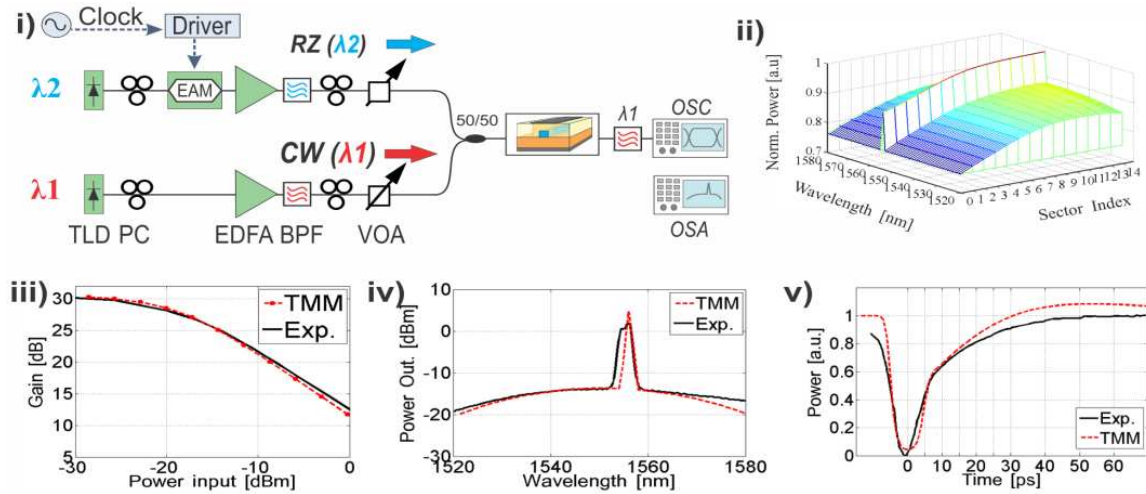 i)
Clock
Driver
RZ (λ2)
λ2
EAM
50/50
λ1
OSC
CW (λ1)
λ1
OSA
TLD PC
EDFA BPF
VOA
ii)
Norm. Power [a.u]
1
0.9
0.8
0.7
1580
1570
1560
1550
1540
1530
1520
Wavelength [nm]
0 1 2 3 4 5 6 7 8 9 10 11 12 13 14
Sector Index
iii)
Gain [dB]
30
25
20
15
10
5
-30 -20 -10 0
Power input [dBm]
TMM
Exp.
iv)
Power Out. [dBm]
10
0
-10
-20
-30
1520 1540 1560 1580
Wavelength [nm]
TMM
Exp.
v)
Power [a.u.]
1
0.8
0.6
0.4
0.2
0
0 10 20 30 40 50 60
Time [ps]
Exp.
TMM